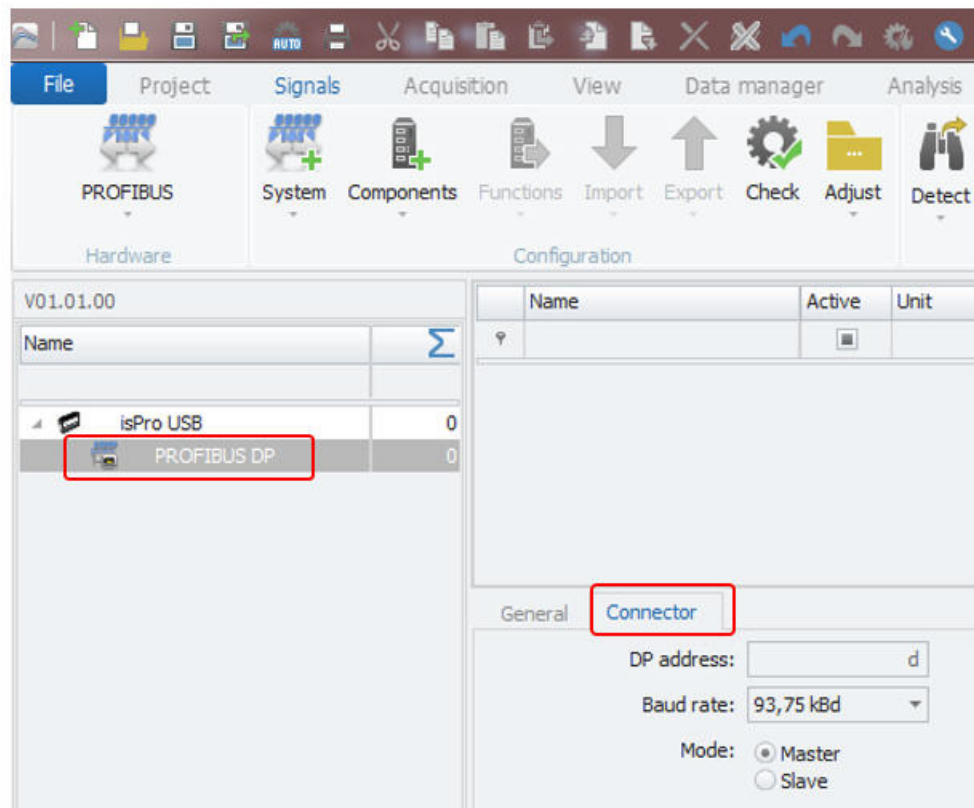 AUTO
File Project Signals Acquisition View Data manager Analysis
PROFIBUS System Components Functions Import Export Check Adjust Detect
Hardware Configuration
V01.01.00
Name
isPro USB 0
PROFIBUS DP 0
Name Active Unit
General Connector
DP address: d
Baud rate: 93,75 kBd
Mode: Master
Slave